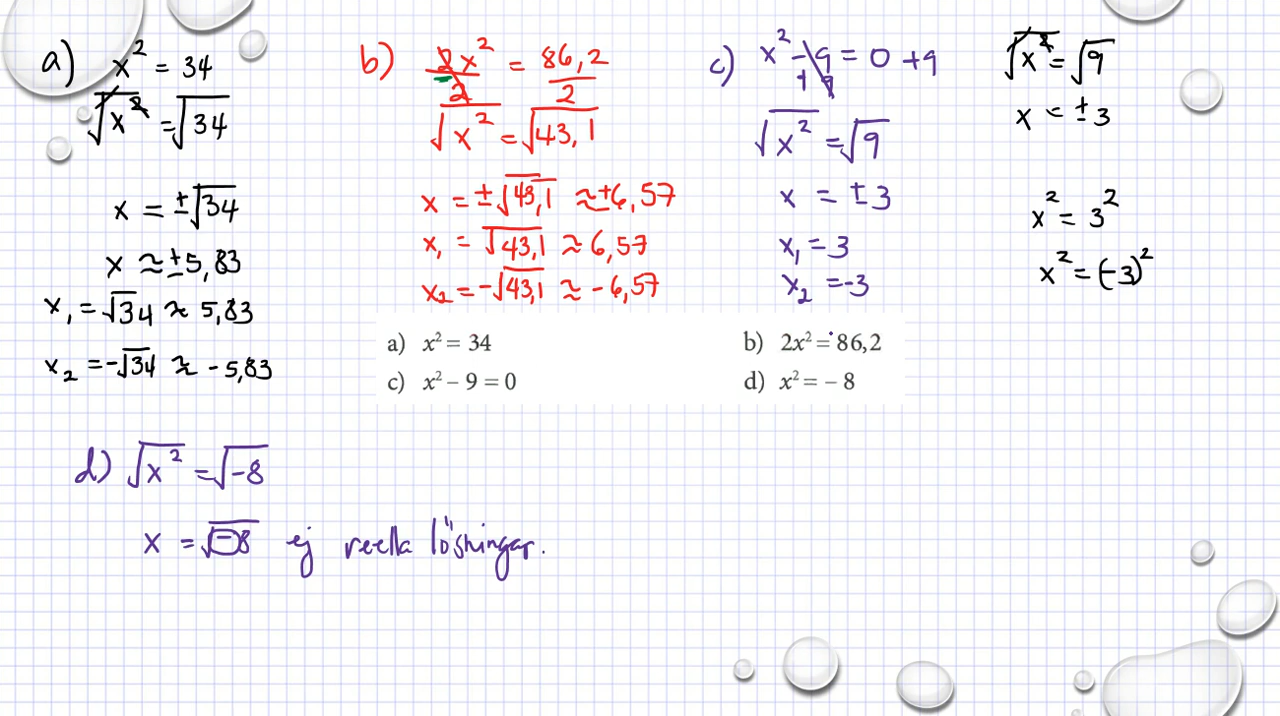 a) x² = 34
√x² = √34
x = ±√34
x ≈ ±5,83
x₁ = √34 ≈ 5,83
x₂ = -√34 ≈ -5,83
b) 2x²/2 = 86,2/2
√x² = √43,1
x = ±√43,1 ≈ ±6,57
x₁ = √43,1 ≈ 6,57
x₂ = -√43,1 ≈ -6,57
c) x² - 9 + 9 = 0 + 9
√x² = √9
x = ±3
x₁ = 3
x₂ = -3
√x² = √9
x = ±3
x² = 3²
x² = (-3)²
a) x² = 34
b) 2x² = 86,2
c) x² – 9 = 0
d) x² = – 8
d) √x² = √-8
x = √-8 ej reella lösningar.